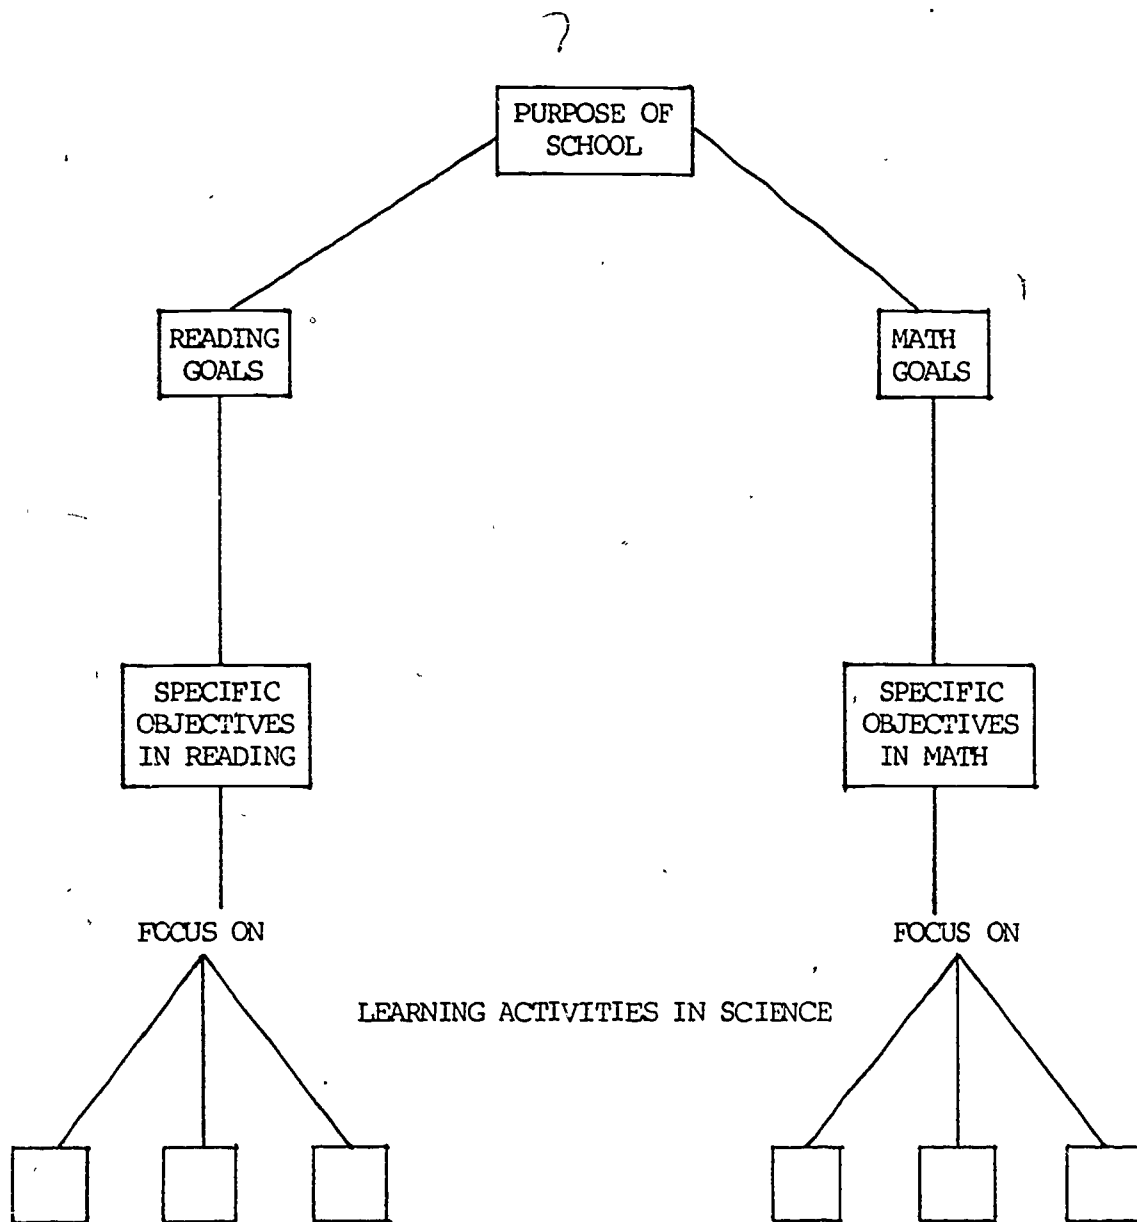 ?
PURPOSE OF
SCHOOL
READING
GOALS
MATH
GOALS
SPECIFIC
OBJECTIVES
IN READING
SPECIFIC
OBJECTIVES
IN MATH
FOCUS ON
FOCUS ON
LEARNING ACTIVITIES IN SCIENCE